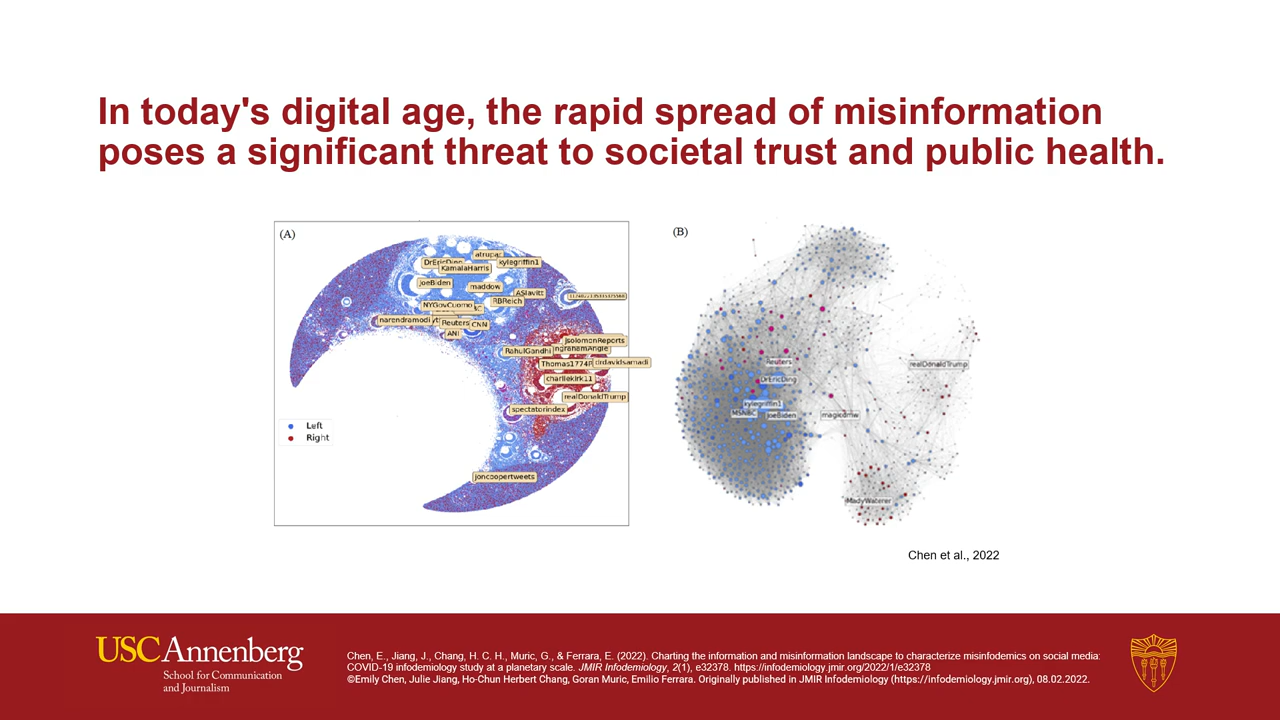 In today's digital age, the rapid spread of misinformation
poses a significant threat to societal trust and public health.
(A)
atrupar
DrEricDing
kylegriffin1
KamalaHarris
JoeBiden
maddow
ASlavitt
RBReich
NYGovCuomo
narendramodi
Reuters
CNN
ANI
jsolomonReports
RahulGandhi
IngrahamAngle
Thomas1774P
drdavidsamadi
charliekirk11
realDonaldTrump
spectatorindex
Left
Right
joncoopertweets
(B)
Reuters
realDonaldTrump
DrEricDing
kylegriffin1
MSNBC
JoeBiden
magicdmw
Chen et al., 2022
USC Annenberg
School for Communication
and Journalism
Chen, E., Jiang, J., Chang, H. C. H., Muric, G., & Ferrara, E. (2022). Charting the information and misinformation landscape to characterize misinfodemics on social media:
COVID-19 infodemiology study at a planetary scale. JMIR Infodemiology, 2(1), e32378. https://infodemiology.jmir.org/2022/1/e32378
©Emily Chen, Julie Jiang, Ho-Chun Herbert Chang, Goran Muric, Emilio Ferrara. Originally published in JMIR Infodemiology (https://infodemiology.jmir.org), 08.02.2022.